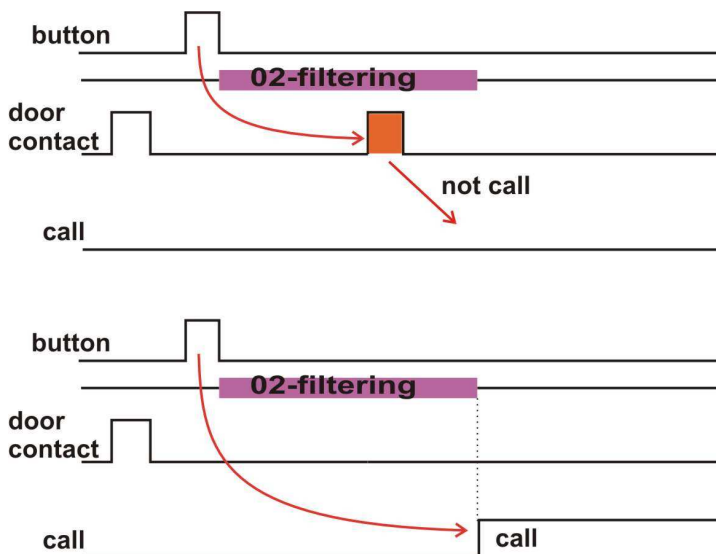 button
02-filtering
door
contact
not call
call
button
02-filtering
door
contact
call
call